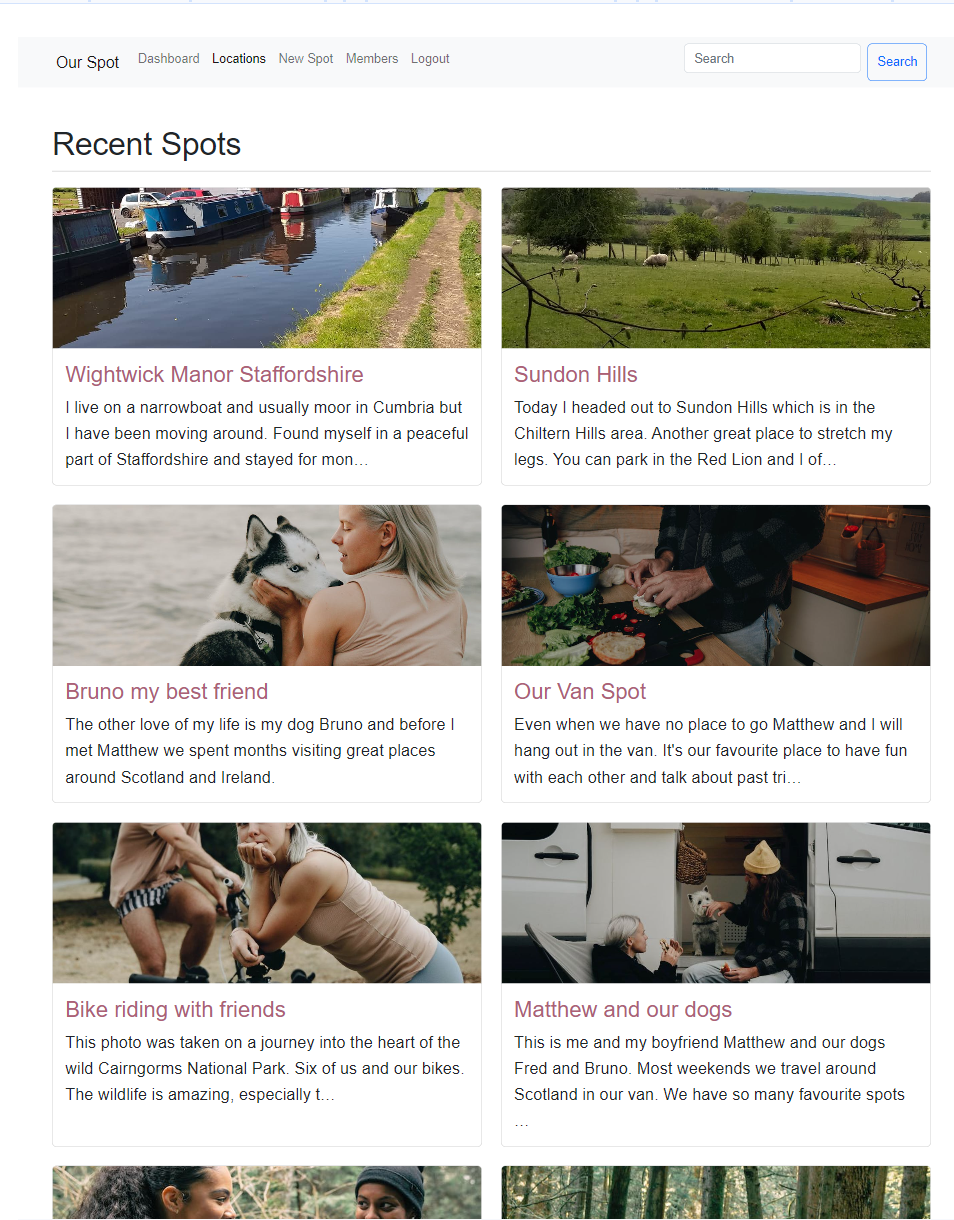 Our Spot Dashboard Locations New Spot Members Logout Search Search
Recent Spots
Wightwick Manor Staffordshire
I live on a narrowboat and usually moor in Cumbria but
I have been moving around. Found myself in a peaceful
part of Staffordshire and stayed for mon…
Sundon Hills
Today I headed out to Sundon Hills which is in the
Chiltern Hills area. Another great place to stretch my
legs. You can park in the Red Lion and I of…
Bruno my best friend
The other love of my life is my dog Bruno and before I
met Matthew we spent months visiting great places
around Scotland and Ireland.
Our Van Spot
Even when we have no place to go Matthew and I will
hang out in the van. It's our favourite place to have fun
with each other and talk about past tri…
Bike riding with friends
This photo was taken on a journey into the heart of the
wild Cairngorms National Park. Six of us and our bikes.
The wildlife is amazing, especially t…
Matthew and our dogs
This is me and my boyfriend Matthew and our dogs
Fred and Bruno. Most weekends we travel around
Scotland in our van. We have so many favourite spots
…